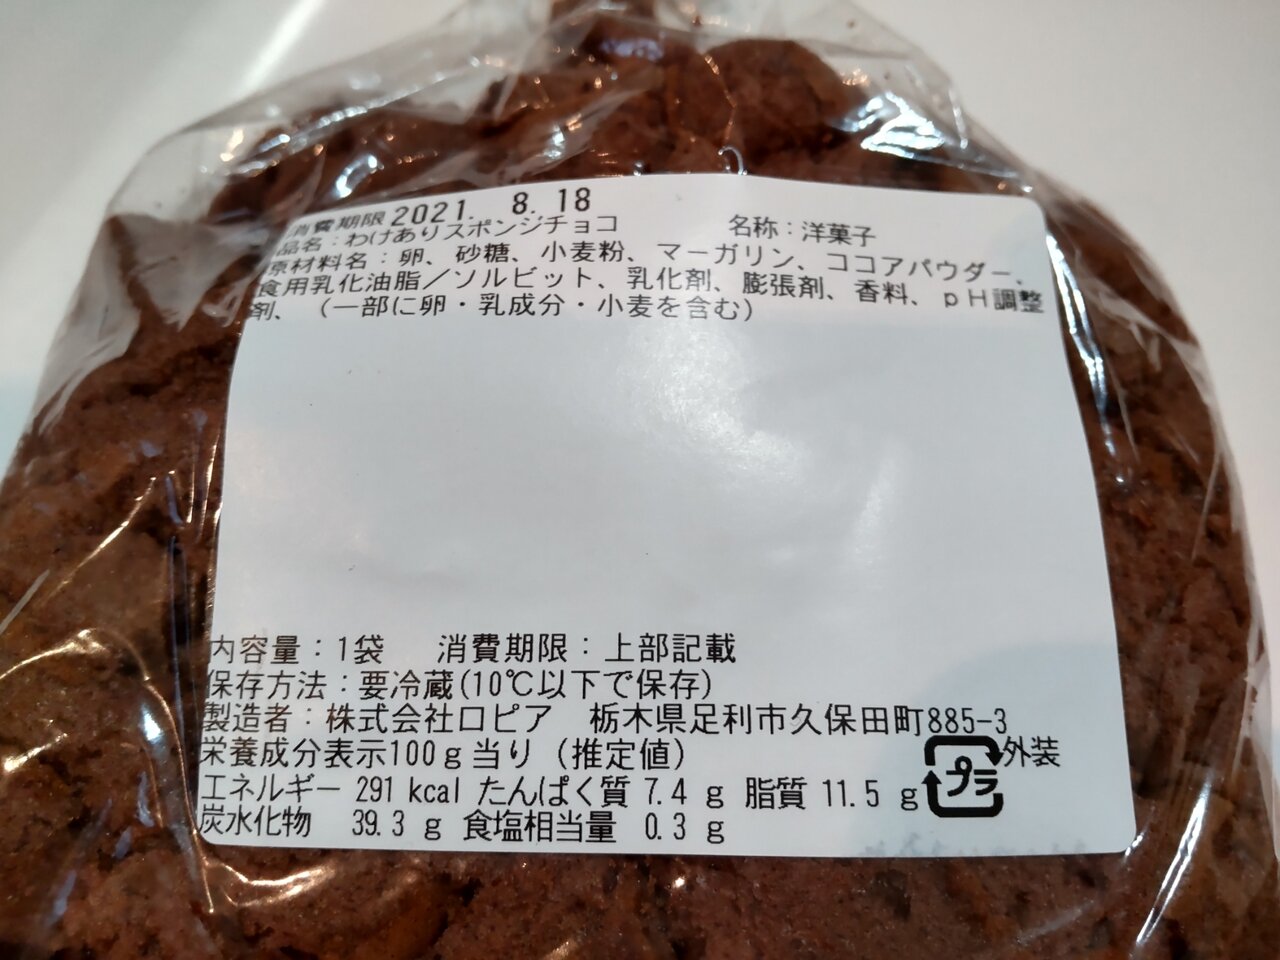 消費期限 2021. 8. 18
品名：わけありスポンジチョコ 名称：洋菓子
原材料名：卵、砂糖、小麦粉、マーガリン、ココアパウダー、
食用乳化油脂／ソルビット、乳化剤、膨張剤、香料、ｐＨ調整
剤、（一部に卵・乳成分・小麦を含む）
内容量：1袋 消費期限：上部記載
保存方法：要冷蔵(10℃以下で保存)
製造者：株式会社ロピア 栃木県足利市久保田町885-3
栄養成分表示100ｇ当り（推定値）
プラ 外装
エネルギー 291 kcal たんぱく質 7.4 ｇ 脂質 11.5 ｇ
炭水化物 39.3 ｇ 食塩相当量 0.3 ｇ